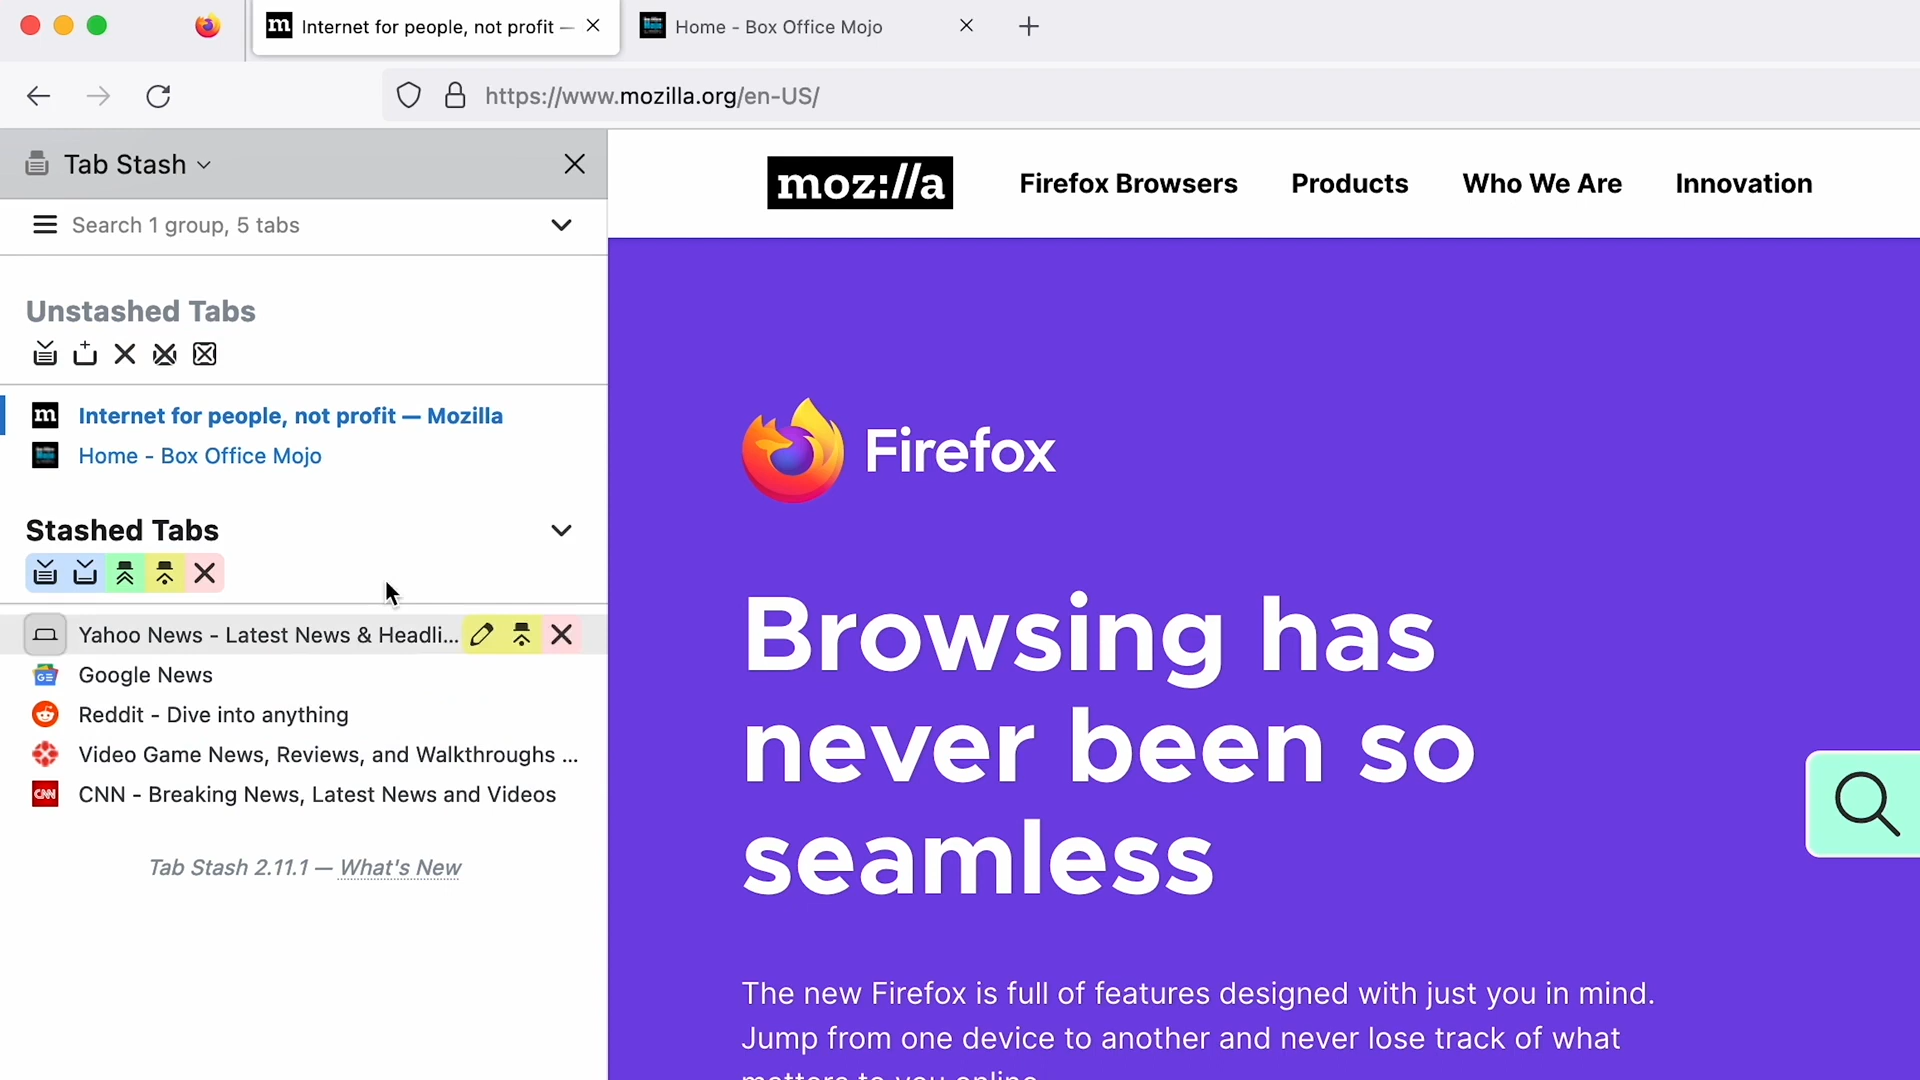 Internet for people, not profit —
Home - Box Office Mojo
https://www.mozilla.org/en-US/
Tab Stash
Search 1 group, 5 tabs
Unstashed Tabs
Internet for people, not profit — Mozilla
Home - Box Office Mojo
Stashed Tabs
Yahoo News - Latest News & Headli...
Google News
Reddit - Dive into anything
Video Game News, Reviews, and Walkthroughs ...
CNN - Breaking News, Latest News and Videos
Tab Stash 2.11.1 — What's New
moz://a
Firefox Browsers
Products
Who We Are
Innovation
Firefox
Browsing has
never been so
seamless
The new Firefox is full of features designed with just you in mind.
Jump from one device to another and never lose track of what
matters to you online.